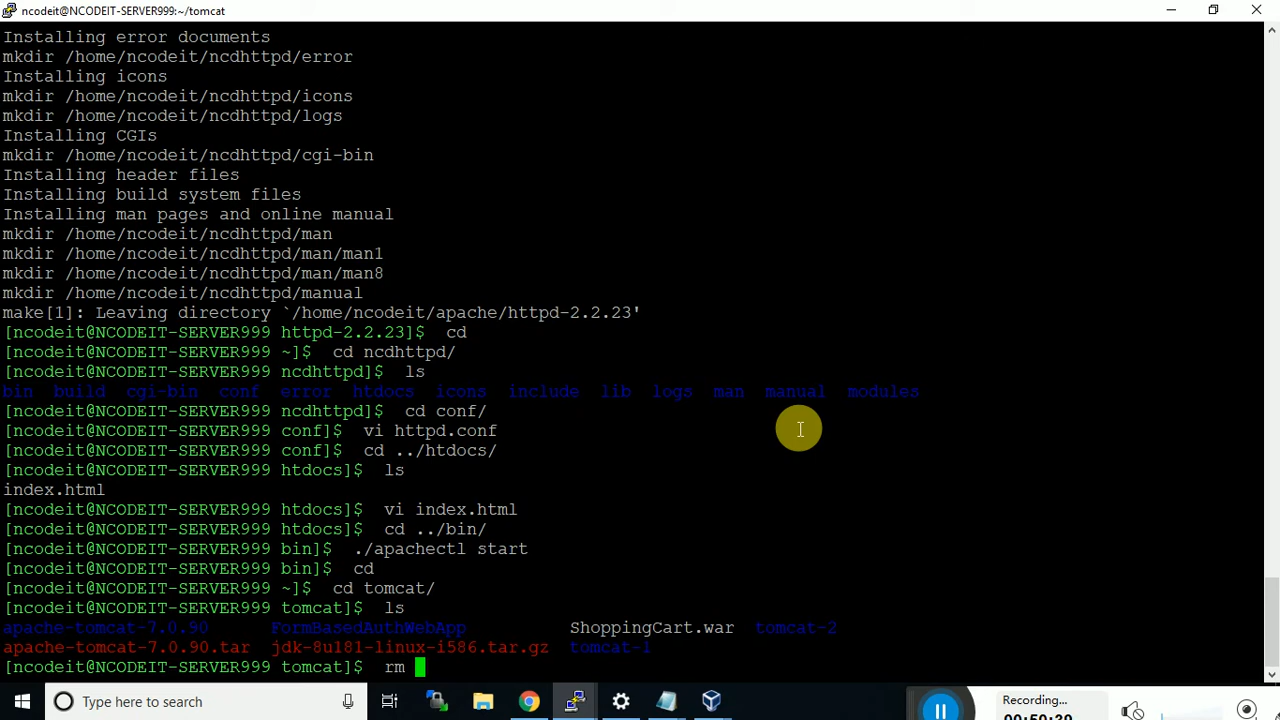 ncodeit@NCODEIT-SERVER999:~/tomcat
Installing error documents
mkdir /home/ncodeit/ncdhttpd/error
Installing icons
mkdir /home/ncodeit/ncdhttpd/icons
mkdir /home/ncodeit/ncdhttpd/logs
Installing CGIs
mkdir /home/ncodeit/ncdhttpd/cgi-bin
Installing header files
Installing build system files
Installing man pages and online manual
mkdir /home/ncodeit/ncdhttpd/man
mkdir /home/ncodeit/ncdhttpd/man/man1
mkdir /home/ncodeit/ncdhttpd/man/man8
mkdir /home/ncodeit/ncdhttpd/manual
make[1]: Leaving directory `/home/ncodeit/apache/httpd-2.2.23'
[ncodeit@NCODEIT-SERVER999 httpd-2.2.23]$ cd
[ncodeit@NCODEIT-SERVER999 ~]$ cd ncdhttpd/
[ncodeit@NCODEIT-SERVER999 ncdhttpd]$ ls
bin build cgi-bin conf error htdocs icons include lib logs man manual modules
[ncodeit@NCODEIT-SERVER999 ncdhttpd]$ cd conf/
[ncodeit@NCODEIT-SERVER999 conf]$ vi httpd.conf
[ncodeit@NCODEIT-SERVER999 conf]$ cd ../htdocs/
[ncodeit@NCODEIT-SERVER999 htdocs]$ ls
index.html
[ncodeit@NCODEIT-SERVER999 htdocs]$ vi index.html
[ncodeit@NCODEIT-SERVER999 htdocs]$ cd ../bin/
[ncodeit@NCODEIT-SERVER999 bin]$ ./apachectl start
[ncodeit@NCODEIT-SERVER999 bin]$ cd
[ncodeit@NCODEIT-SERVER999 ~]$ cd tomcat/
[ncodeit@NCODEIT-SERVER999 tomcat]$ ls
apache-tomcat-7.0.90 FormBasedAuthWebApp ShoppingCart.war tomcat-2
apache-tomcat-7.0.90.tar jdk-8u181-linux-i586.tar.gz tomcat-1
[ncodeit@NCODEIT-SERVER999 tomcat]$ rm
Type here to search
Recording...
00:50:39